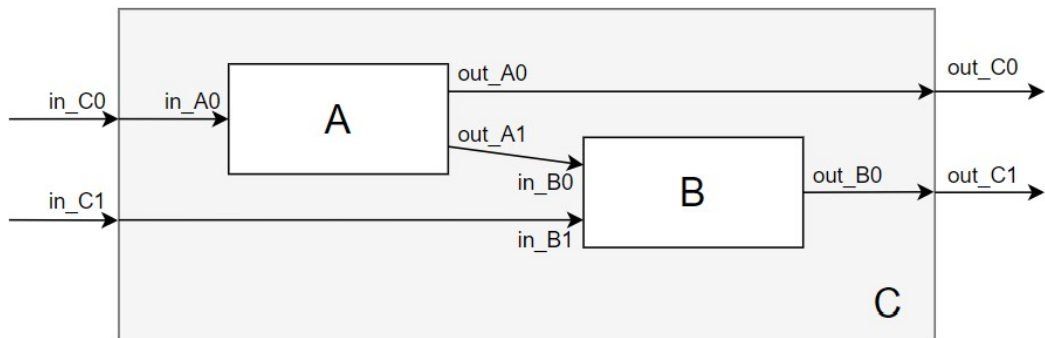 out_A0
out_C0
in_C0
in_A0
A
out_A1
in_B0
B
out_B0
out_C1
in_C1
in_B1
C